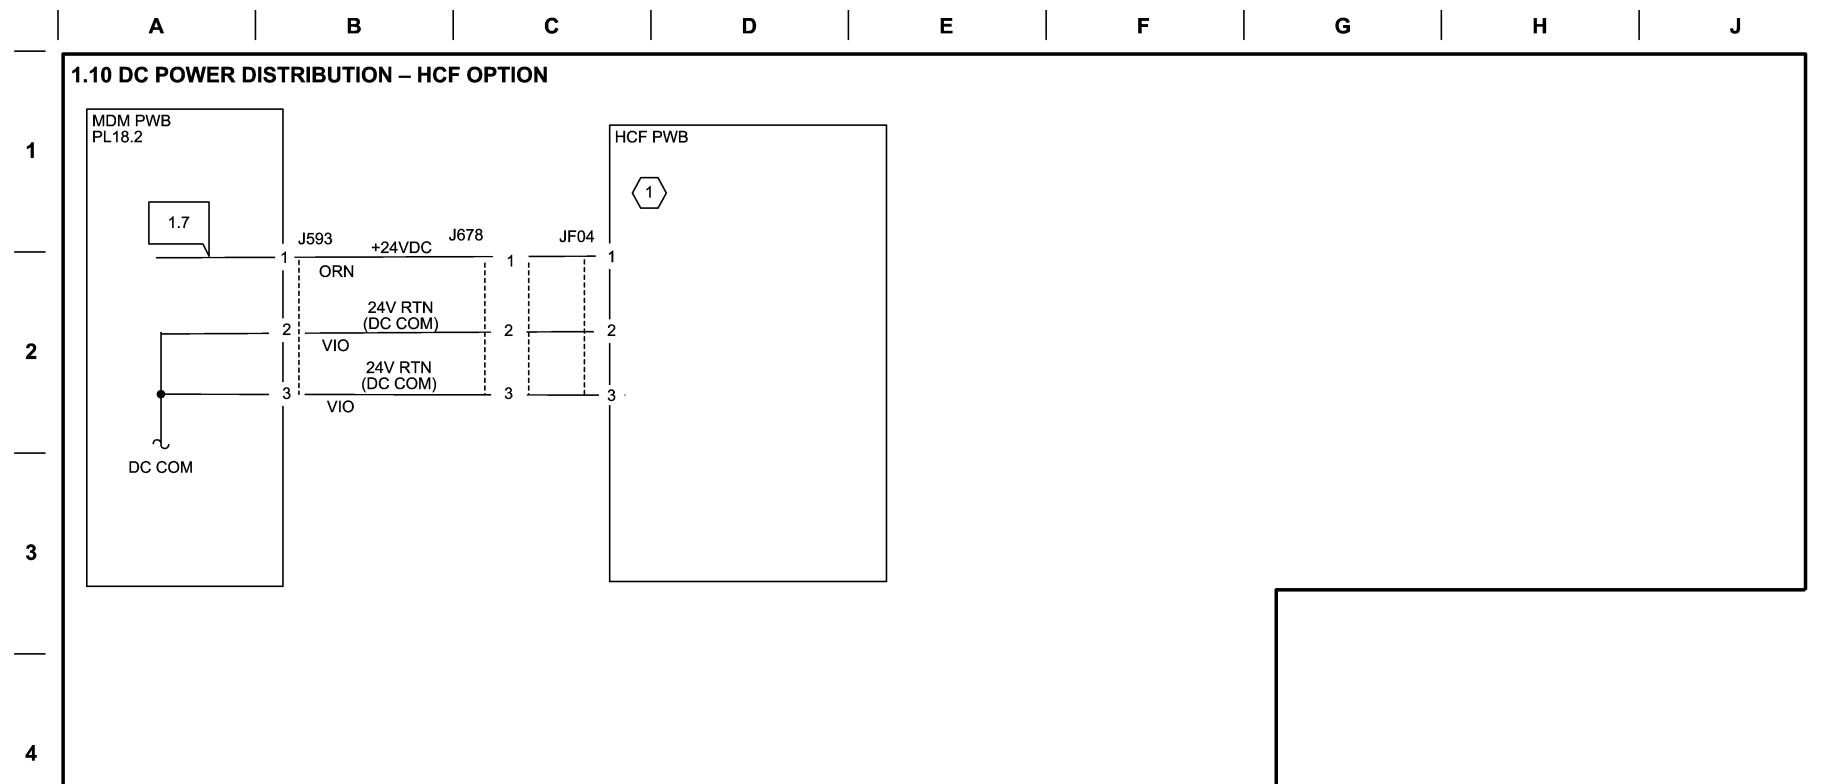 A B C D E F G H J
1.10 DC POWER DISTRIBUTION – HCF OPTION
MDM PWB
PL18.2
HCF PWB
1
1
1.7
J593
J678
JF04
+24VDC
1
1
1
ORN
24V RTN
(DC COM)
2
2
2
VIO
2
24V RTN
(DC COM)
3
3
3
VIO
DC COM
3
4